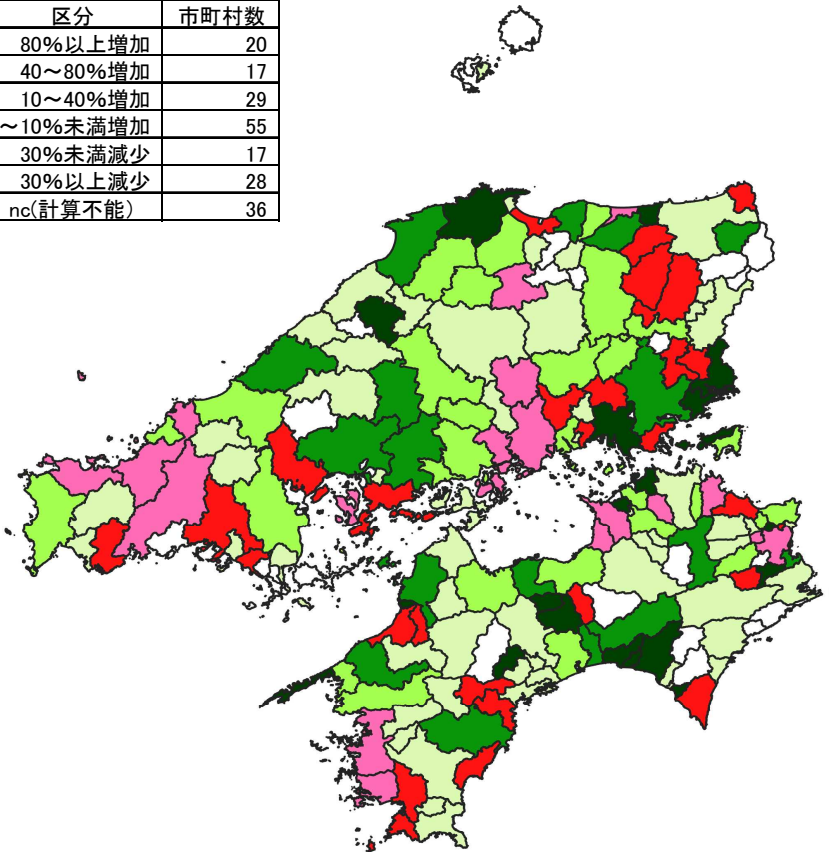 区分 市町村数
80%以上増加 20
40～80%増加 17
10～40%増加 29
～10%未満増加 55
30%未満減少 17
30%以上減少 28
nc(計算不能) 36